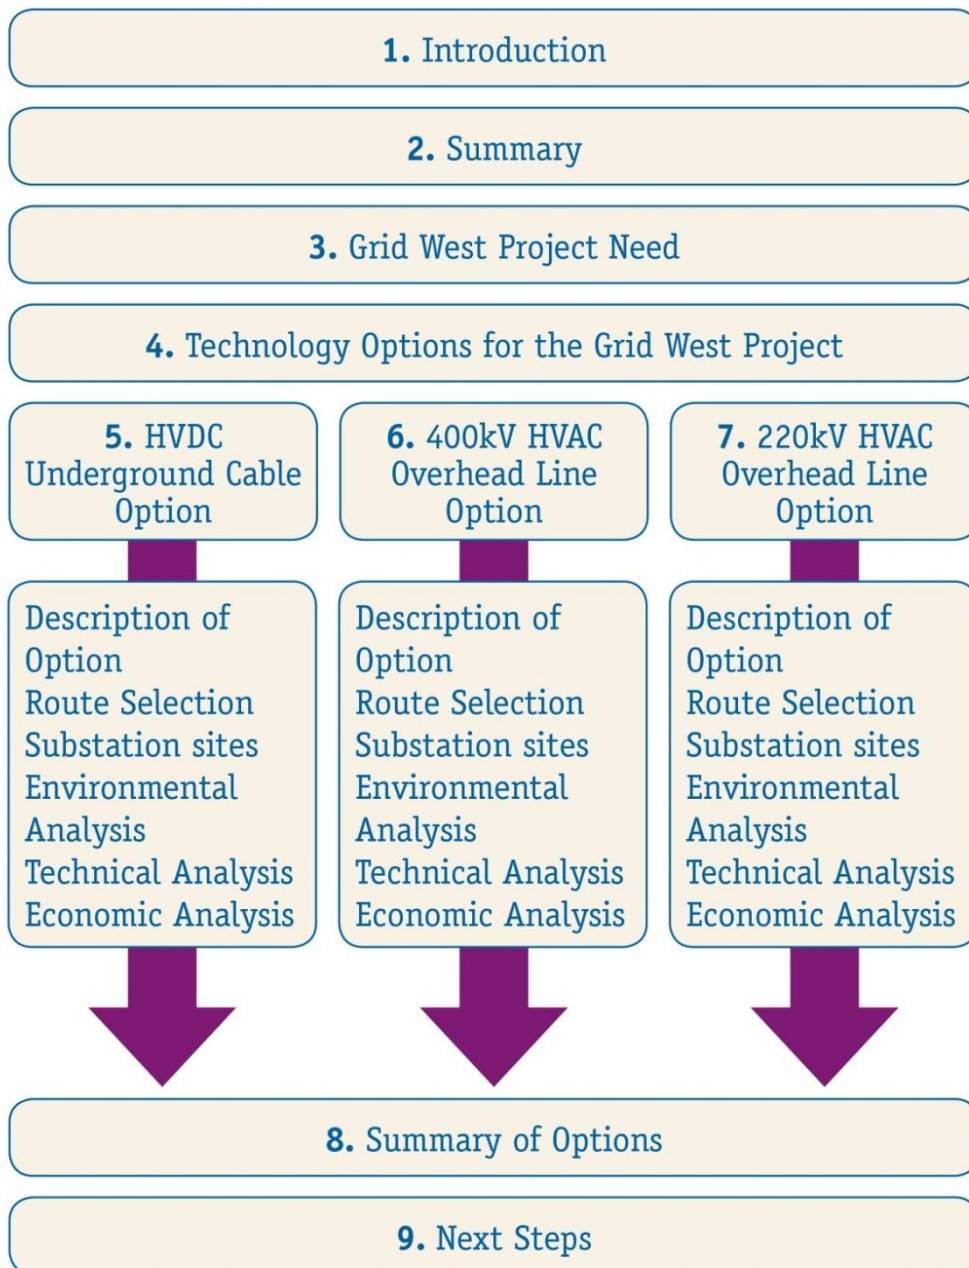 1. Introduction
2. Summary
3. Grid West Project Need
4. Technology Options for the Grid West Project
5. HVDC
Underground Cable
Option
6. 400kV HVAC
Overhead Line
Option
7. 220kV HVAC
Overhead Line
Option
Description of
Option
Route Selection
Substation sites
Environmental
Analysis
Technical Analysis
Economic Analysis
Description of
Option
Route Selection
Substation sites
Environmental
Analysis
Technical Analysis
Economic Analysis
Description of
Option
Route Selection
Substation sites
Environmental
Analysis
Technical Analysis
Economic Analysis
8. Summary of Options
9. Next Steps